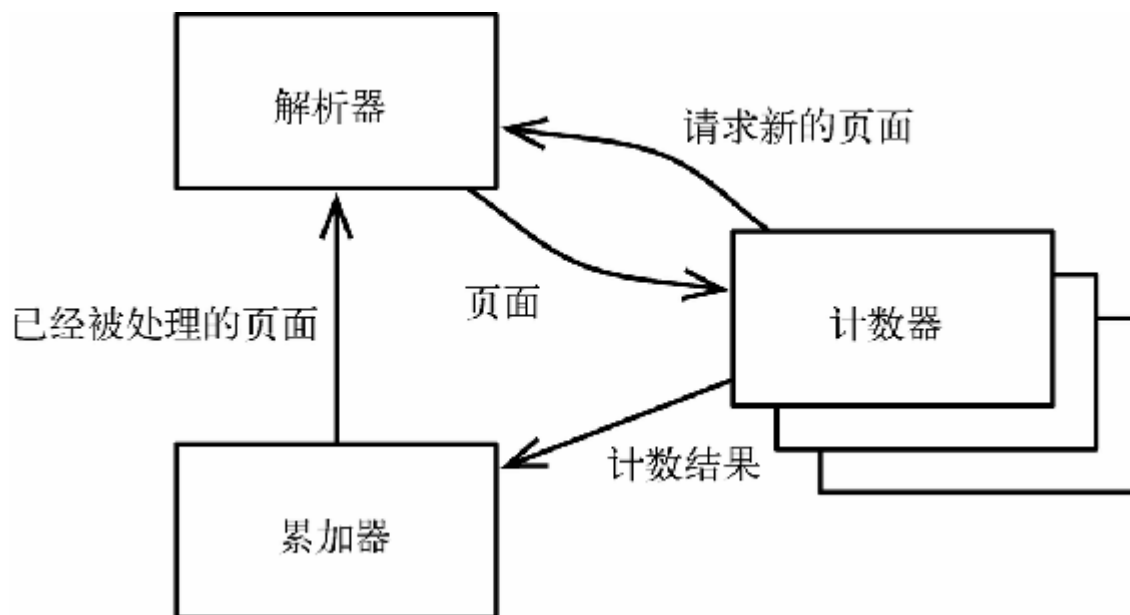 解析器
请求新的页面
页面
已经被处理的页面
计数器
计数结果
累加器